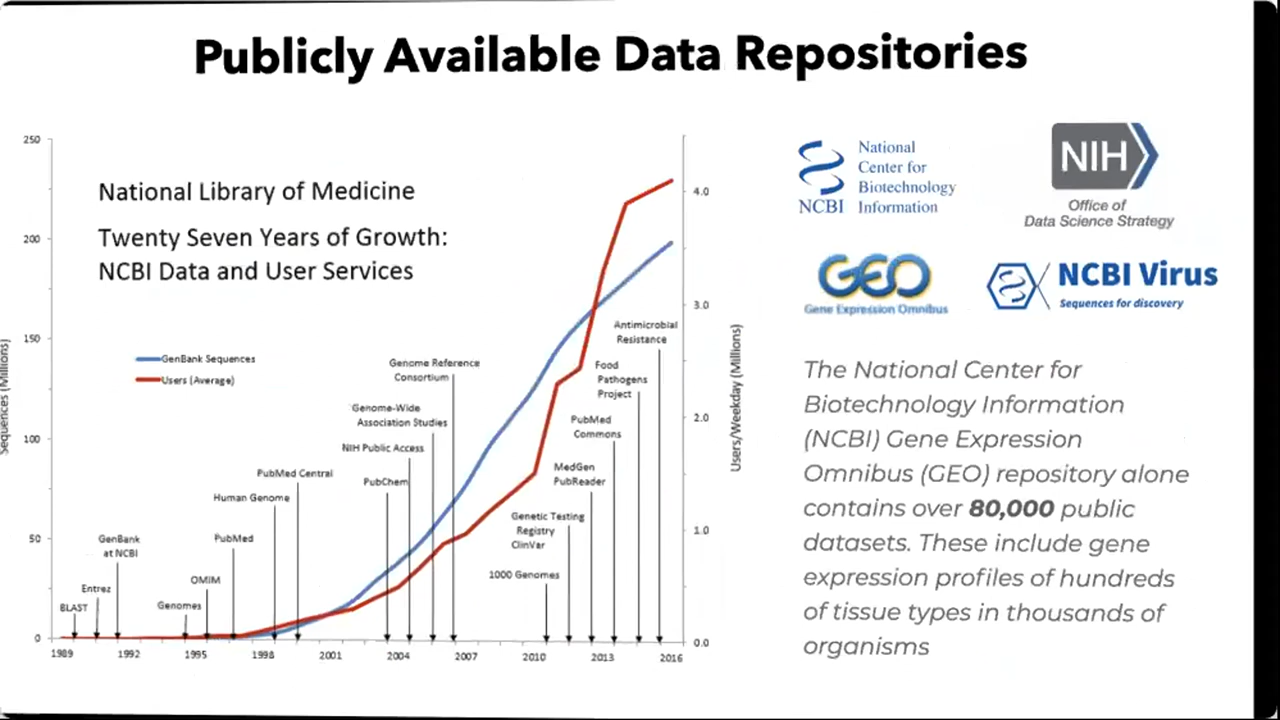 Publicly Available Data Repositories
National Library of Medicine
Twenty Seven Years of Growth:
NCBI Data and User Services
GenBank Sequences
Users (Average)
250
200
150
100
50
0
Sequences (Millions)
4.0
3.0
2.0
1.0
0.0
Users/Weekday (Millions)
BLAST
Entrez
GenBank
at NCBI
Genomes
OMIM
PubMed
Human Genome
PubMed Central
PubChem
NIH Public Access
Genome-Wide
Association Studies
Genome Reference
Consortium
1000 Genomes
Genetic Testing
Registry
ClinVar
MedGen
PubReader
PubMed
Commons
Food
Pathogens
Project
Antimicrobial
Resistance
1989
1992
1995
1998
2001
2004
2007
2010
2013
2016
NCBI
National
Center for
Biotechnology
Information
NIH
Office of
Data Science Strategy
GEO
Gene Expression Omnibus
NCBI Virus
Sequences for discovery
The National Center for
Biotechnology Information
(NCBI) Gene Expression
Omnibus (GEO) repository alone
contains over 80,000 public
datasets. These include gene
expression profiles of hundreds
of tissue types in thousands of
organisms